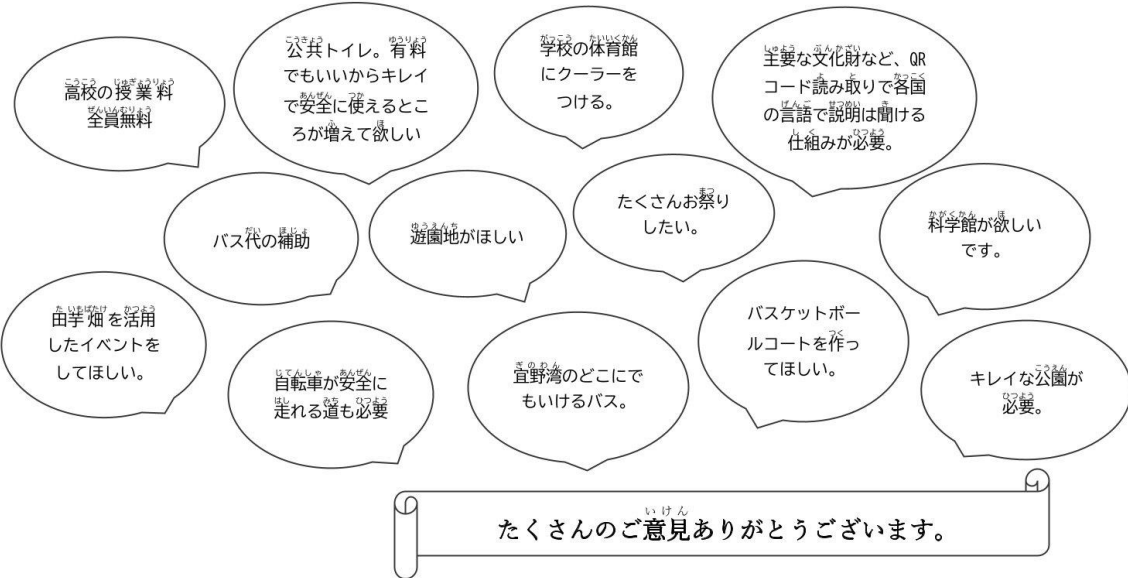 高校の授業料
全員無料
公共トイレ。有料
でもいいからキレイ
で安全に使えるとこ
ろが増えて欲しい
学校の体育館
にクーラーを
つける。
主要な文化財など、QR
コード読み取りで各国
の言語で説明は聞ける
仕組みが必要。
バス代の補助
遊園地がほしい
たくさんお祭り
したい。
科学館が欲しい
です。
田芋畑を活用
したイベントを
してほしい。
自転車が安全に
走れる道も必要
宜野湾のどこにで
もいけるバス。
バスケットボー
ルコートを作っ
てほしい。
キレイな公園が
必要。
たくさんのご意見ありがとうございます。